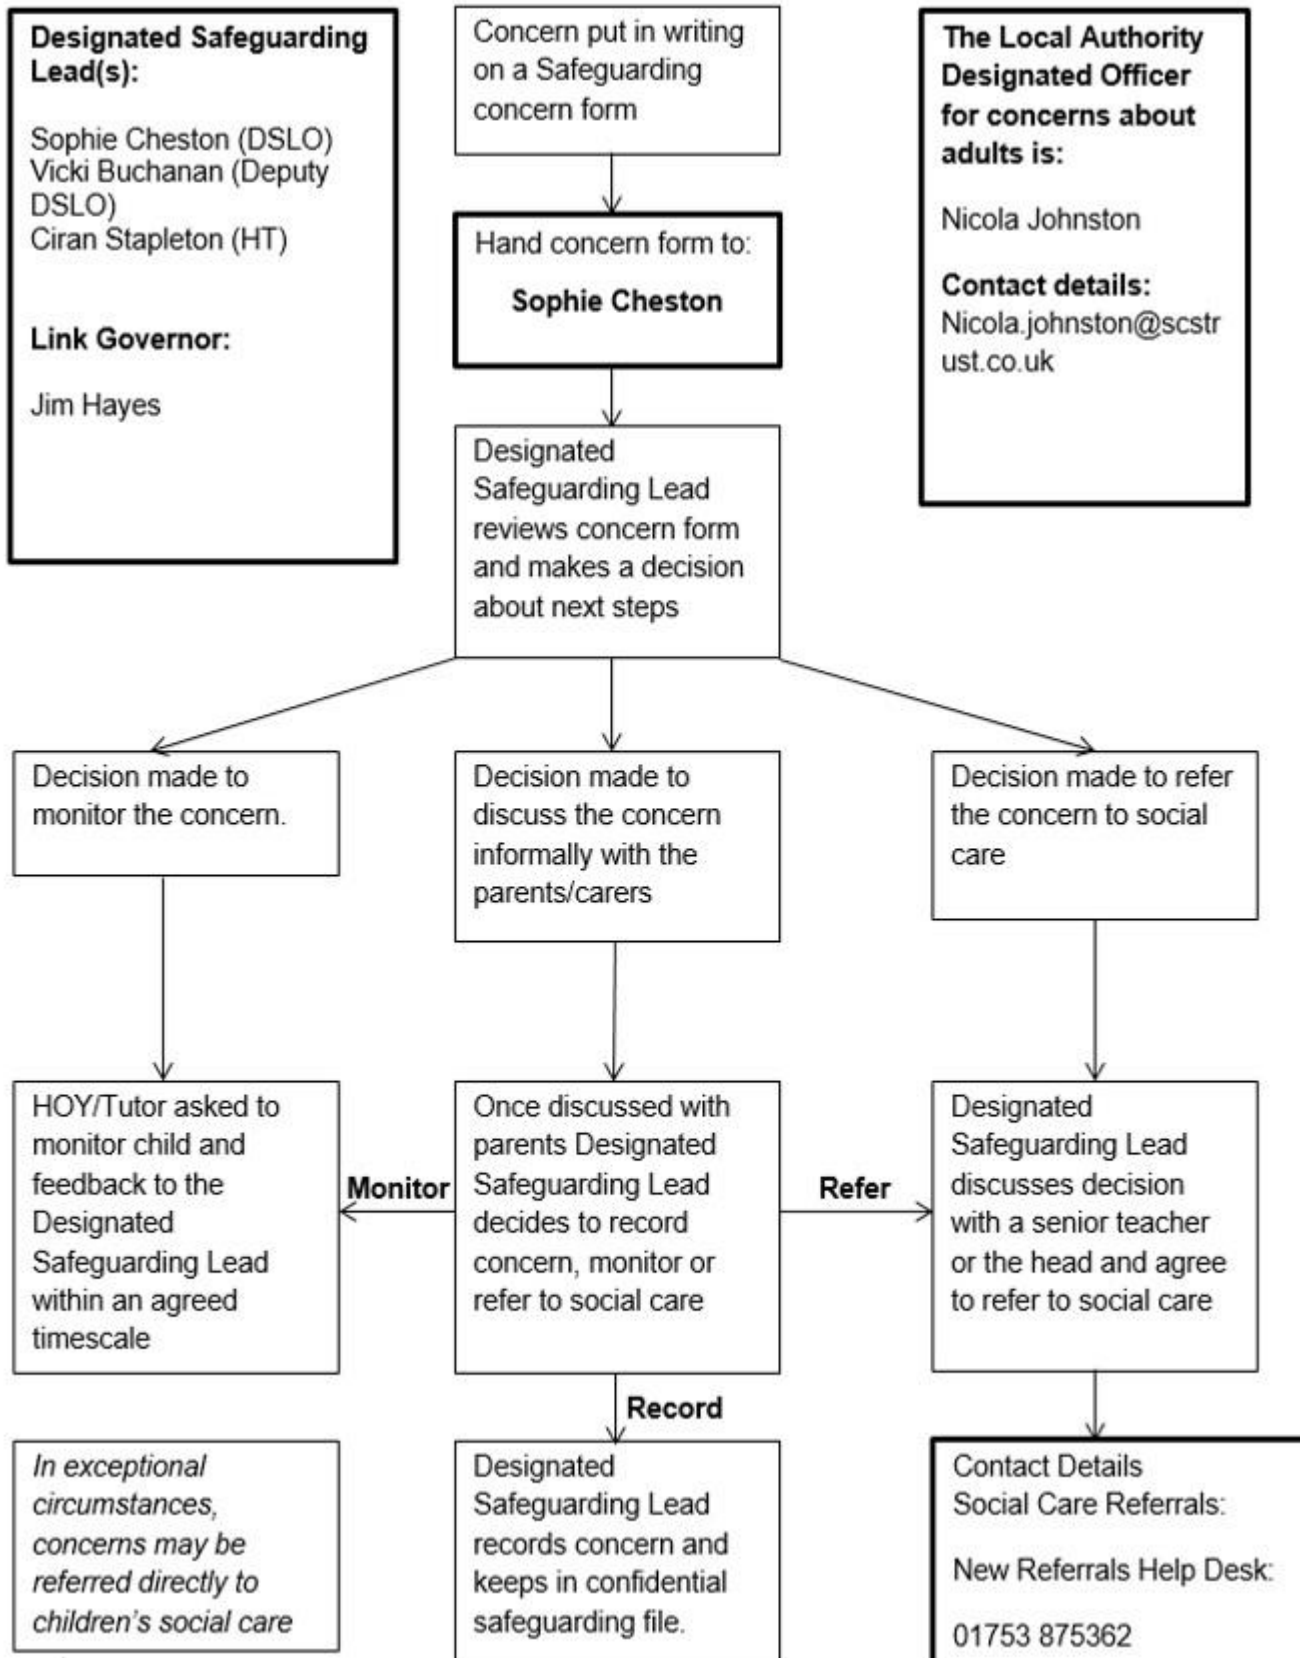 Designated Safeguarding
Lead(s):
Sophie Cheston (DSLO)
Vicki Buchanan (Deputy
DSLO)
Ciran Stapleton (HT)
Link Governor:
Jim Hayes
Concern put in writing
on a Safeguarding
concern form
The Local Authority
Designated Officer
for concerns about
adults is:
Nicola Johnston
Contact details:
Nicola.johnston@scstr
ust.co.uk
Hand concern form to:
Sophie Cheston
Designated
Safeguarding Lead
reviews concern form
and makes a decision
about next steps
Decision made to
monitor the concern.
Decision made to
discuss the concern
informally with the
parents/carers
Decision made to refer
the concern to social
care
HOY/Tutor asked to
monitor child and
feedback to the
Designated
Safeguarding Lead
within an agreed
timescale
Monitor
Once discussed with
parents Designated
Safeguarding Lead
decides to record
concern, monitor or
refer to social care
Refer
Designated
Safeguarding Lead
discusses decision
with a senior teacher
or the head and agree
to refer to social care
Record
In exceptional
circumstances,
concerns may be
referred directly to
children's social care
Designated
Safeguarding Lead
records concern and
keeps in confidential
safeguarding file.
Contact Details
Social Care Referrals:
New Referrals Help Desk:
01753 875362